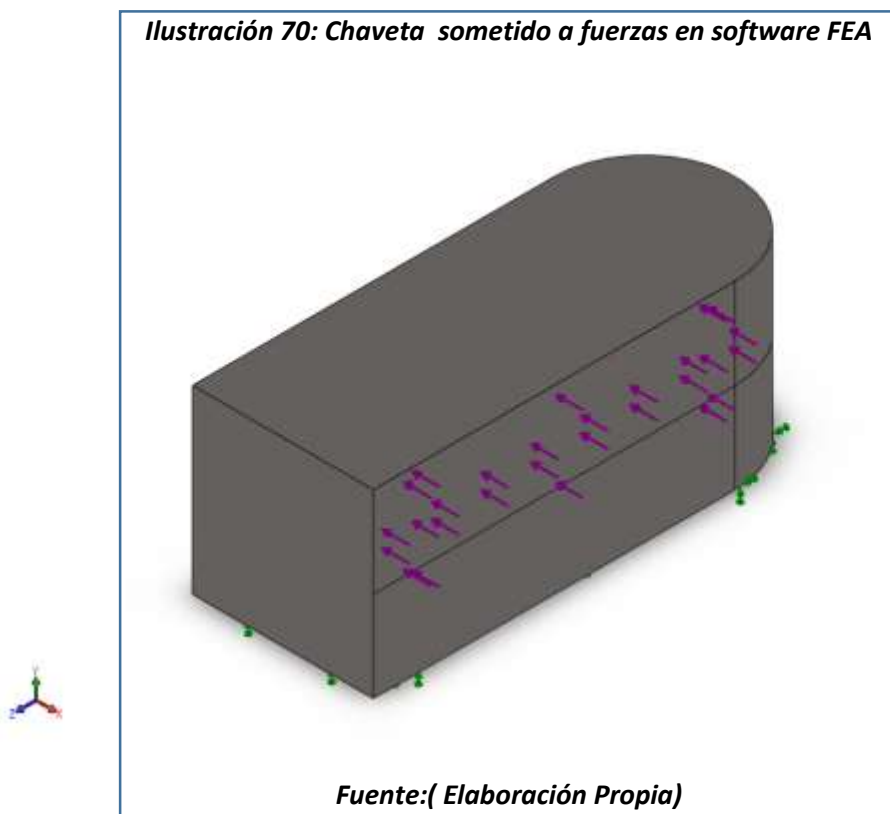 Ilustración 70: Chaveta sometido a fuerzas en software FEA
Y
Z
X
Fuente:( Elaboración Propia)